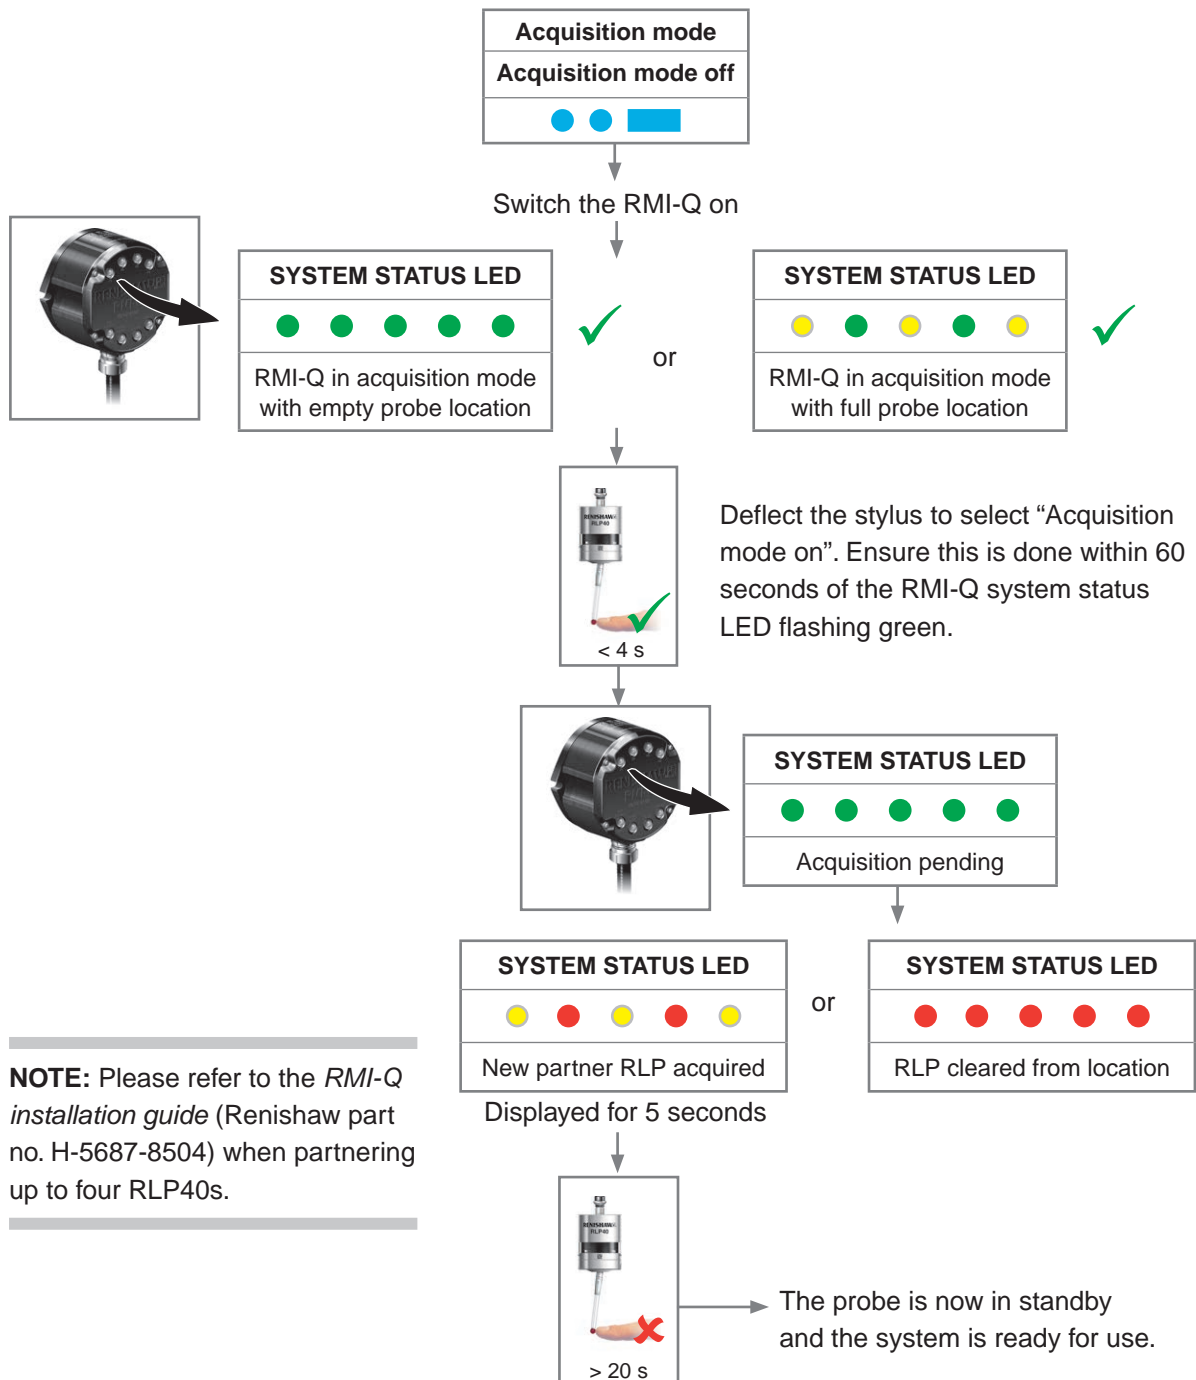 Acquisition mode
Acquisition mode off
Switch the RMI-Q on
SYSTEM STATUS LED
RMI-Q in acquisition mode
with empty probe location
or
SYSTEM STATUS LED
RMI-Q in acquisition mode
with full probe location
RENISHAW
RLP40
< 4 s
Deflect the stylus to select “Acquisition
mode on”. Ensure this is done within 60
seconds of the RMI-Q system status
LED flashing green.
SYSTEM STATUS LED
Acquisition pending
SYSTEM STATUS LED
New partner RLP acquired
Displayed for 5 seconds
or
SYSTEM STATUS LED
RLP cleared from location
NOTE: Please refer to the RMI-Q
installation guide (Renishaw part
no. H-5687-8504) when partnering
up to four RLP40s.
RENISHAW
RLP40
> 20 s
The probe is now in standby
and the system is ready for use.